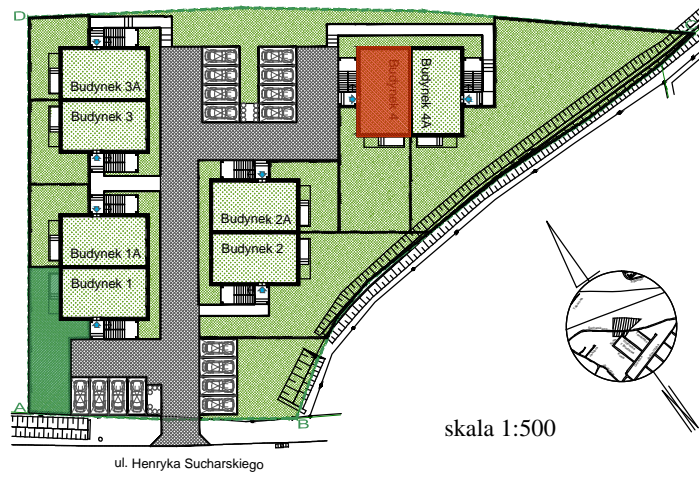 D
C
Budynek 3A
Budynek 3
Budynek 4
Budynek 4A
Budynek 2A
Budynek 2
Budynek 1A
Budynek 1
A
B
skala 1:500
ul. Henryka Sucharskiego